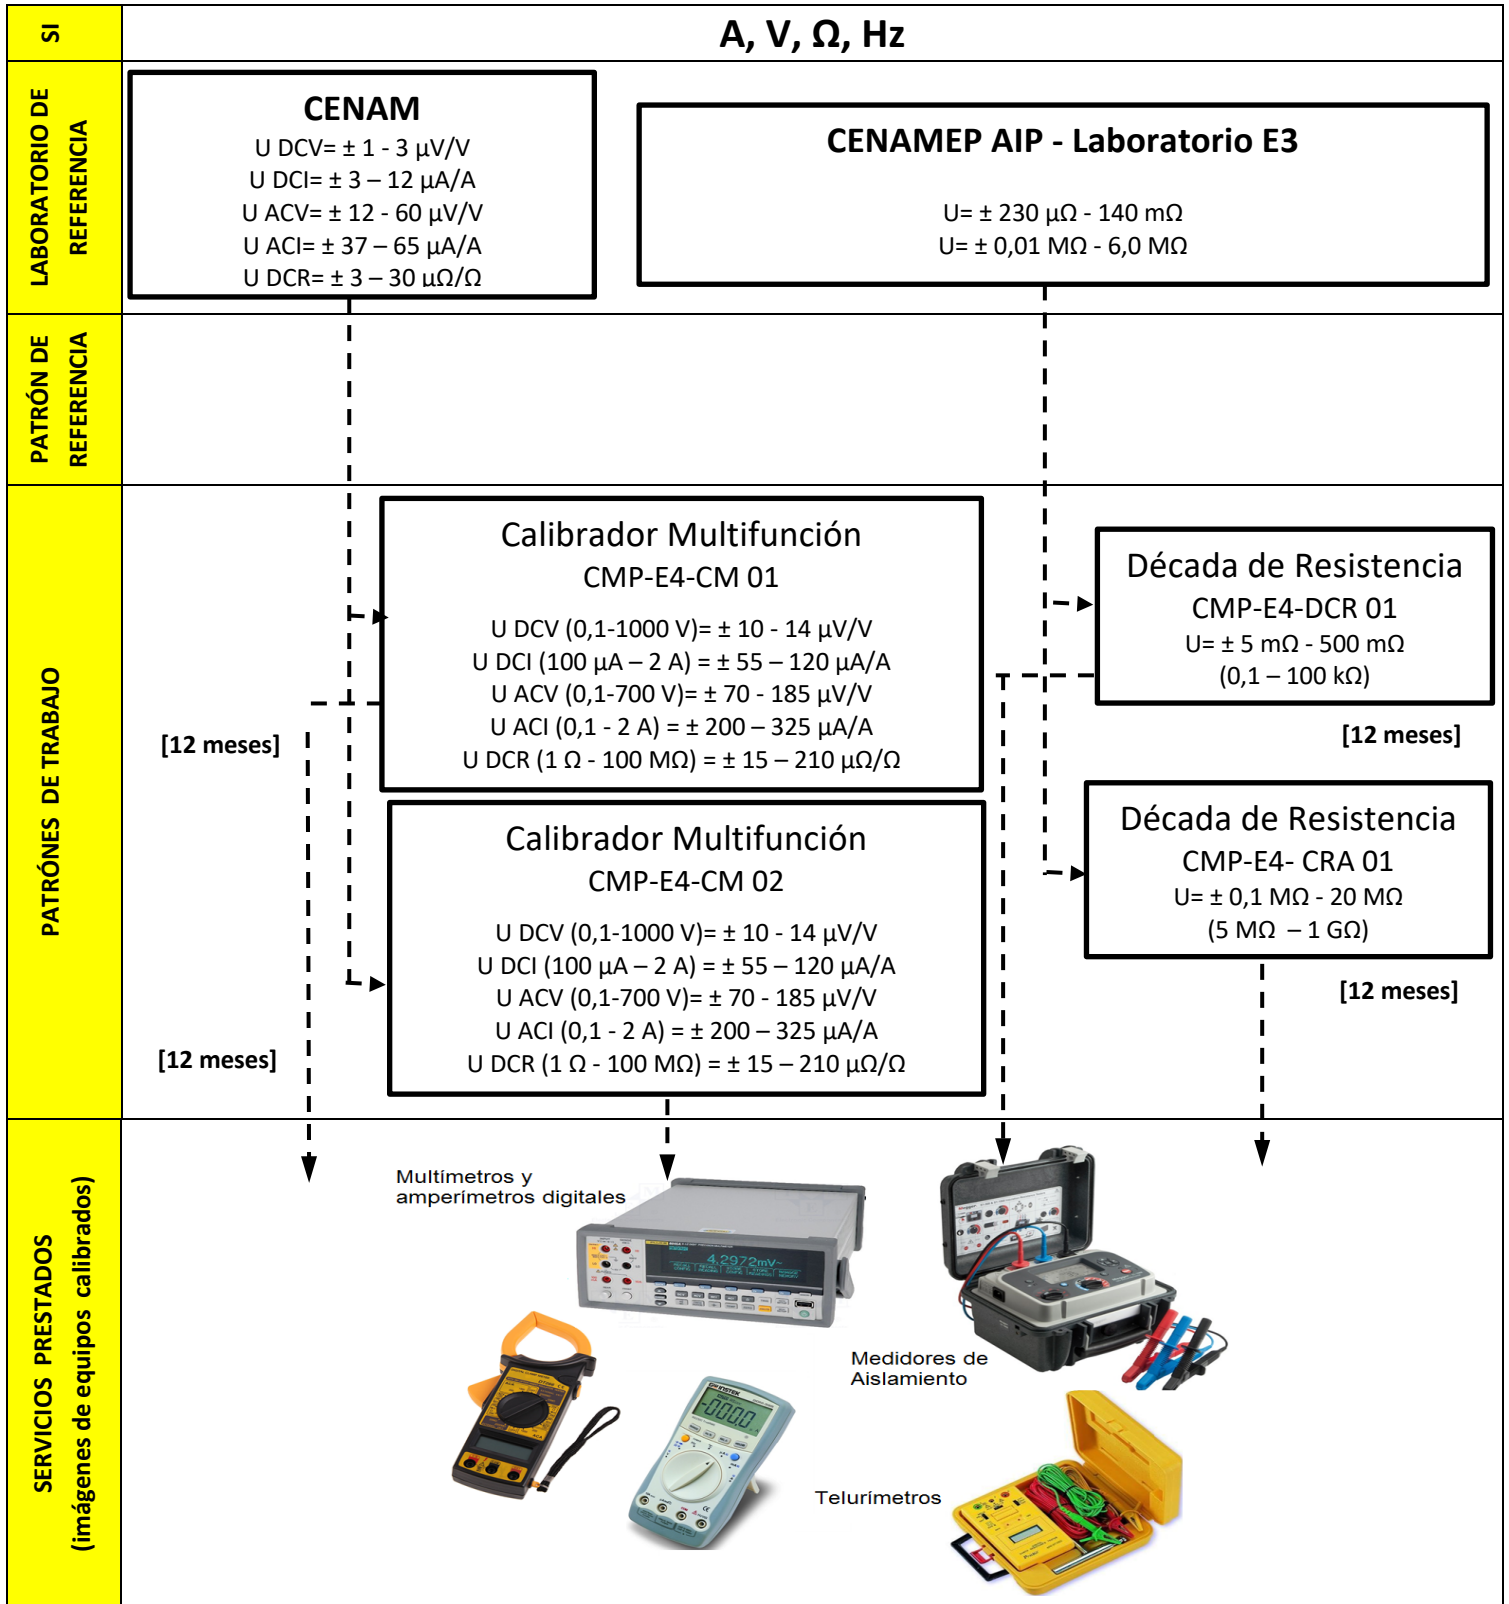 SI
A, V, Ω, Hz
LABORATORIO DE
REFERENCIA
CENAM
U DCV= ± 1 - 3 µV/V
U DCI= ± 3 – 12 µA/A
U ACV= ± 12 - 60 µV/V
U ACI= ± 37 – 65 µA/A
U DCR= ± 3 – 30 µΩ/Ω
CENAMEP AIP - Laboratorio E3
U= ± 230 µΩ - 140 mΩ
U= ± 0,01 MΩ - 6,0 MΩ
PATRÓN DE
REFERENCIA
PATRÓNES DE TRABAJO
Calibrador Multifunción
CMP-E4-CM 01
U DCV (0,1-1000 V)= ± 10 - 14 µV/V
U DCI (100 µA – 2 A) = ± 55 – 120 µA/A
U ACV (0,1-700 V)= ± 70 - 185 µV/V
U ACI (0,1 - 2 A) = ± 200 – 325 µA/A
U DCR (1 Ω - 100 MΩ) = ± 15 – 210 µΩ/Ω
[12 meses]
Década de Resistencia
CMP-E4-DCR 01
U= ± 5 mΩ - 500 mΩ
(0,1 – 100 kΩ)
[12 meses]
Calibrador Multifunción
CMP-E4-CM 02
U DCV (0,1-1000 V)= ± 10 - 14 µV/V
U DCI (100 µA – 2 A) = ± 55 – 120 µA/A
U ACV (0,1-700 V)= ± 70 - 185 µV/V
U ACI (0,1 - 2 A) = ± 200 – 325 µA/A
U DCR (1 Ω - 100 MΩ) = ± 15 – 210 µΩ/Ω
[12 meses]
Década de Resistencia
CMP-E4- CRA 01
U= ± 0,1 MΩ - 20 MΩ
(5 MΩ – 1 GΩ)
[12 meses]
SERVICIOS PRESTADOS
(imágenes de equipos calibrados)
Multímetros y
amperímetros digitales
4.2972mV~
GW INSTEK
-000.0
Medidores de
Aislamiento
Telurímetros